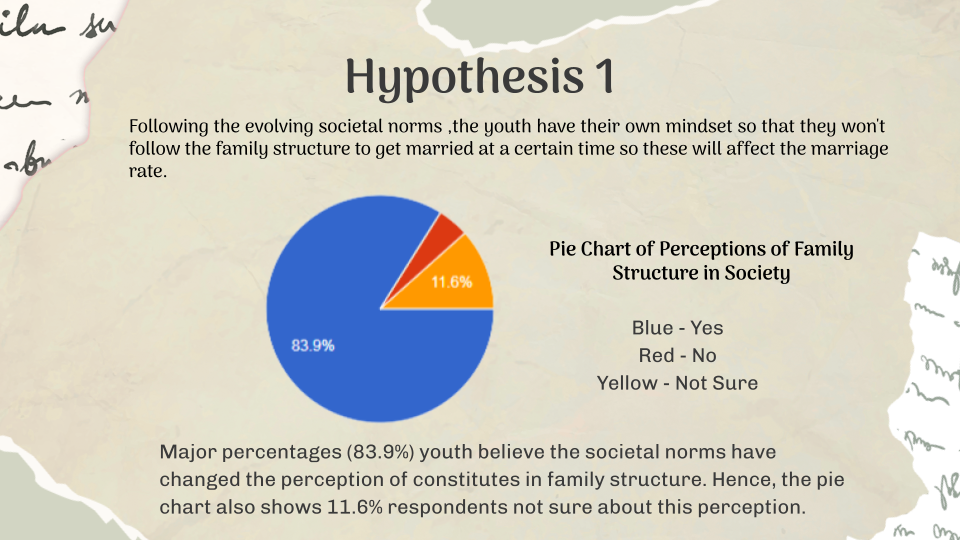 Hypothesis 1
Following the evolving societal norms ,the youth have their own mindset so that they won't
follow the family structure to get married at a certain time so these will affect the marriage
rate.
11.6%
83.9%
Pie Chart of Perceptions of Family
Structure in Society
Blue - Yes
Red - No
Yellow - Not Sure
Major percentages (83.9%) youth believe the societal norms have
changed the perception of constitutes in family structure. Hence, the pie
chart also shows 11.6% respondents not sure about this perception.